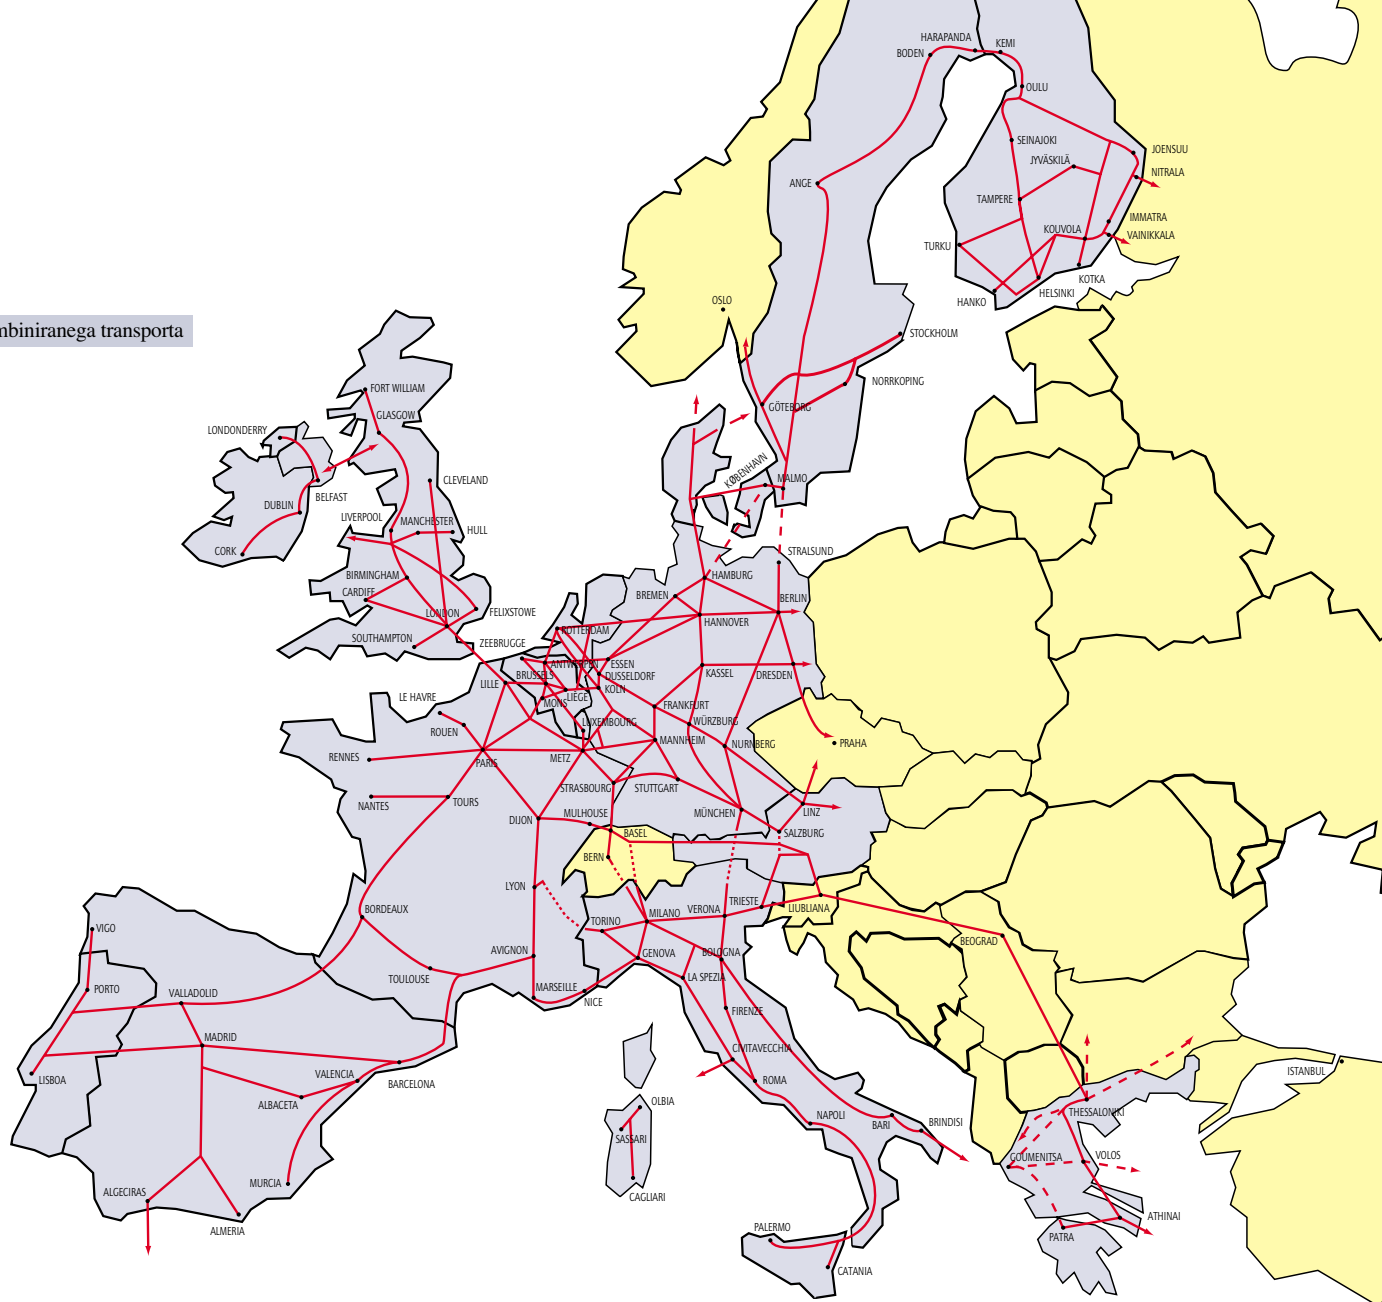 HARAPANDA
KEMI
BODEN
OULU
SEINAJOKI
JOENSUU
JYVÄSKILÄ
NITRALA
ANGE
TAMPERE
IMMATRA
KOUVOLA
VAINIKKALA
TURKU
KOTKA
HELSINKI
HANKO
OSLO
mbiniranega transporta
STOCKHOLM
NORRKOPING
FORT WILLIAM
GÖTEBORG
GLASGOW
LONDONDERRY
KØBENHAVN
MALMO
CLEVELAND
BELFAST
DUBLIN
LIVERPOOL
MANCHESTER
HULL
CORK
STRALSUND
BIRMINGHAM
HAMBURG
CARDIFF
BREMEN
BERLIN
LONDON
FELIXSTOWE
HANNOVER
ROTTERDAM
SOUTHAMPTON
ZEEBRUGGE
ANTWERPEN
ESSEN
BRUSSELS
DUSSELDORF
KASSEL
DRESDEN
LILLE
KOLN
LE HAVRE
LIEGE
MONS
FRANKFURT
LUXEMBOURG
WÜRZBURG
ROUEN
MANNHEIM
NURNBERG
PRAHA
RENNES
PARIS
METZ
STRASBOURG
STUTTGART
NANTES
TOURS
MULHOUSE
MÜNCHEN
LINZ
DIJON
BASEL
SALZBURG
BERN
LYON
TRIESTE
BORDEAUX
MILANO
VERONA
LIUBLIANA
VIGO
TORINO
BEOGRAD
AVIGNON
GENOVA
BOLOGNA
TOULOUSE
LA SPEZIA
PORTO
VALLADOLID
MARSEILLE
NICE
FIRENZE
MADRID
CIVITAVECCHIA
LISBOA
VALENCIA
BARCELONA
ROMA
ISTANBUL
ALBACETA
OLBIA
THESSALONIKI
NAPOLI
BARI
BRINDISI
SASSARI
GOUMENITSA
VOLOS
MURCIA
ALGECIRAS
CAGLIARI
ATHINAI
ALMERIA
PALERMO
PATRA
CATANIA